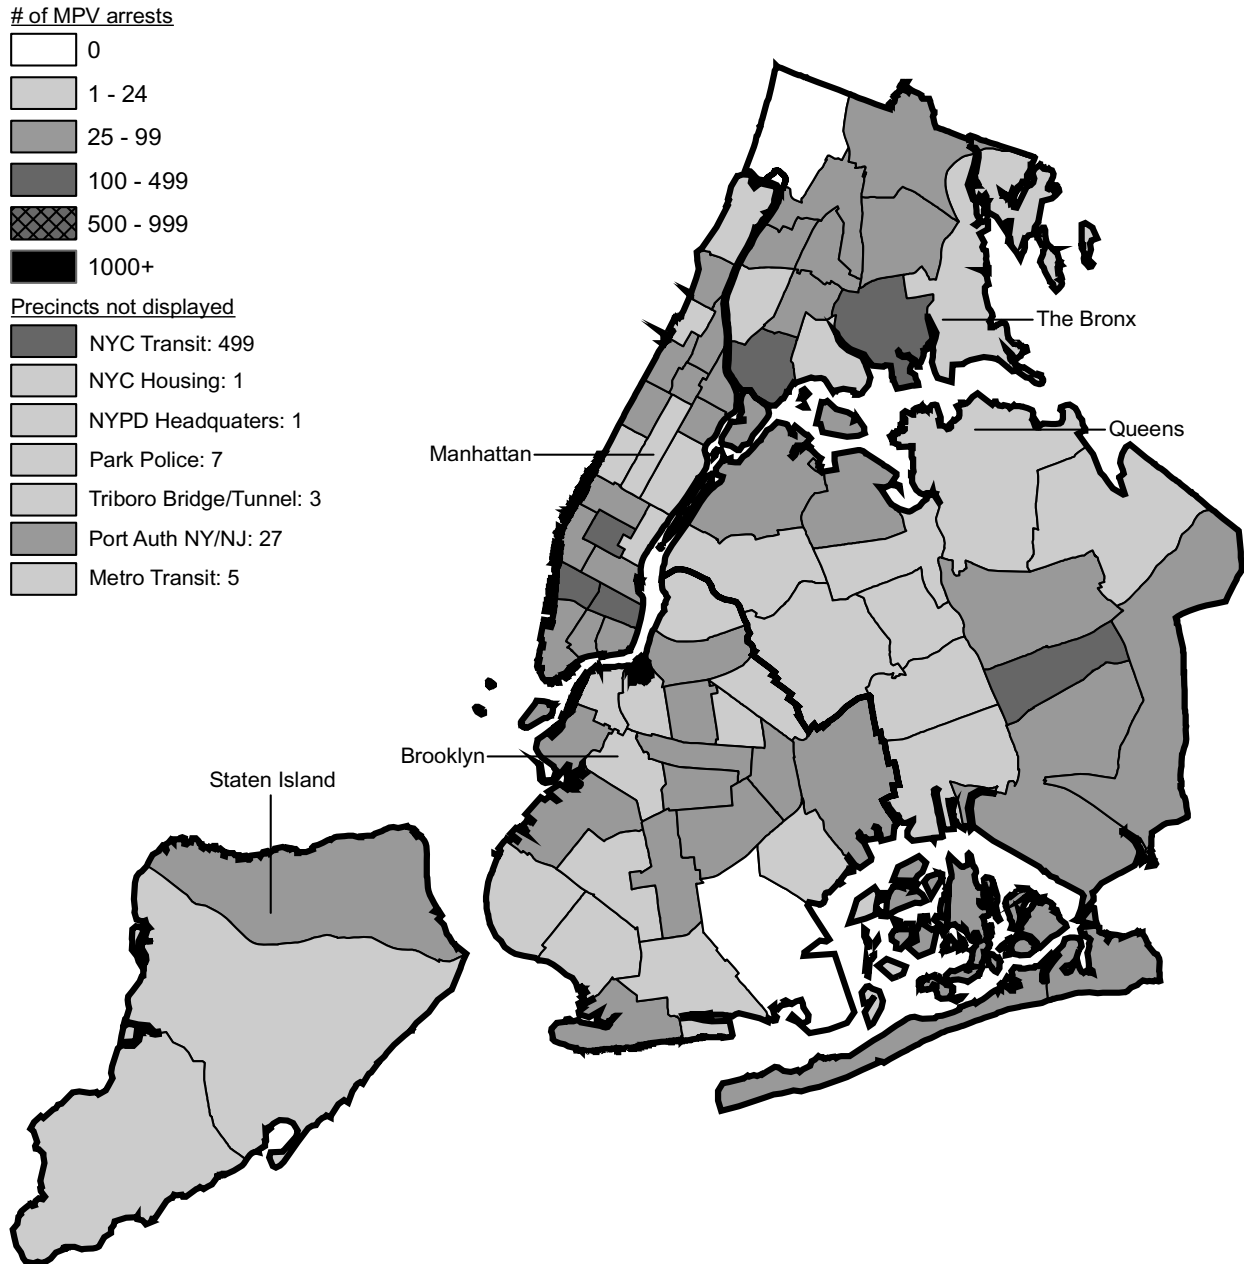 # of MPV arrests
0
1 - 24
25 - 99
100 - 499
500 - 999
1000+
Precincts not displayed
NYC Transit: 499
NYC Housing: 1
NYPD Headquaters: 1
Park Police: 7
Triboro Bridge/Tunnel: 3
Port Auth NY/NJ: 27
Metro Transit: 5
The Bronx
Queens
Manhattan
Brooklyn
Staten Island